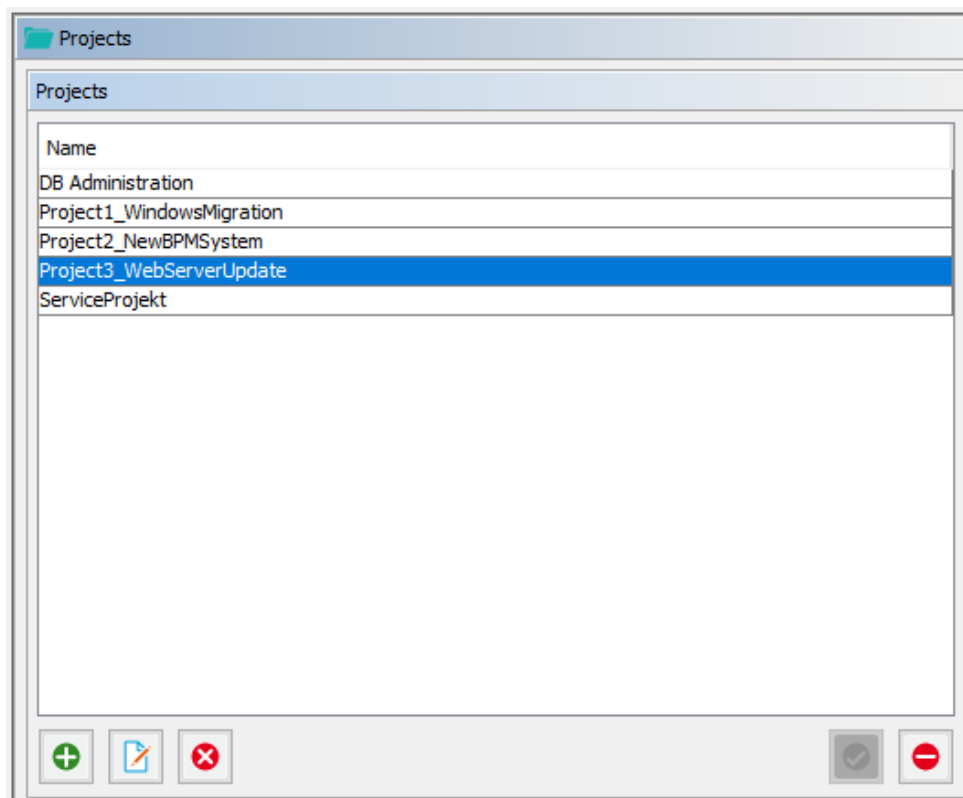 Projects
Projects
Name
DB Administration
Project1_WindowsMigration
Project2_NewBPMSystem
Project3_WebServerUpdate
ServiceProjekt